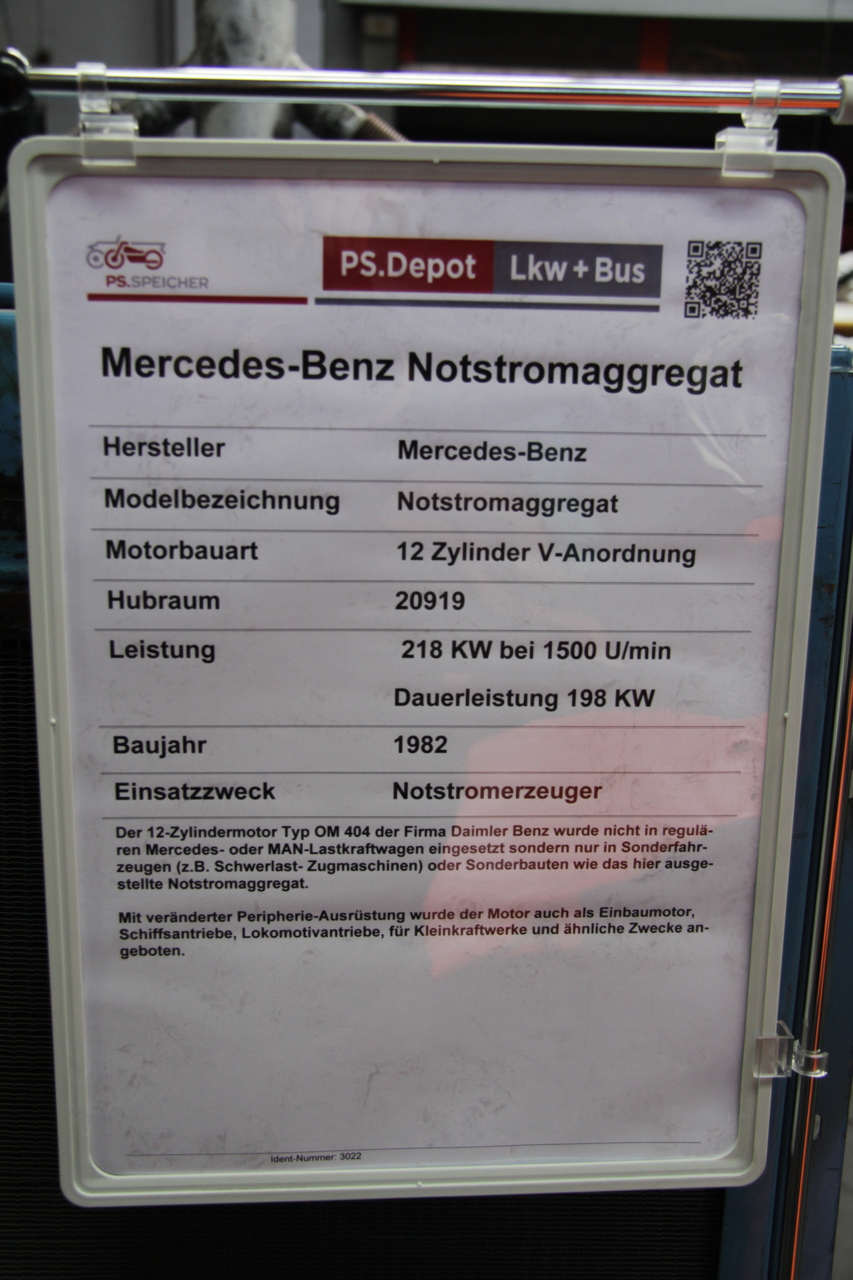 PS.SPEICHER
PS.Depot Lkw + Bus
Mercedes-Benz Notstromaggregat
Hersteller Mercedes-Benz
Modelbezeichnung Notstromaggregat
Motorbauart 12 Zylinder V-Anordnung
Hubraum 20919
Leistung 218 KW bei 1500 U/min
Dauerleistung 198 KW
Baujahr 1982
Einsatzzweck Notstromerzeuger
Der 12-Zylindermotor Typ OM 404 der Firma Daimler Benz wurde nicht in regulä-
ren Mercedes- oder MAN-Lastkraftwagen eingesetzt sondern nur in Sonderfahr-
zeugen (z.B. Schwerlast- Zugmaschinen) oder Sonderbauten wie das hier ausge-
stellte Notstromaggregat.
Mit veränderter Peripherie-Ausrüstung wurde der Motor auch als Einbaumotor,
Schiffsantriebe, Lokomotivantriebe, für Kleinkraftwerke und ähnliche Zwecke an-
geboten.
Ident-Nummer: 3022